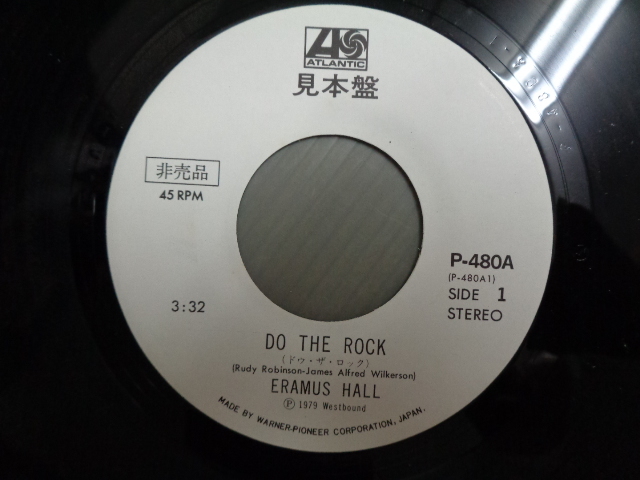 ATLANTIC
見本盤
非売品
45 RPM
P-480A
(P-480A1)
SIDE 1
STEREO
3:32
DO THE ROCK
(ドゥ・ザ・ロック)
(Rudy Robinson-James Alfred Wilkerson)
ERAMUS HALL
Ⓟ 1979 Westbound
MADE BY WARNER-PIONEER CORPORATION, JAPAN.